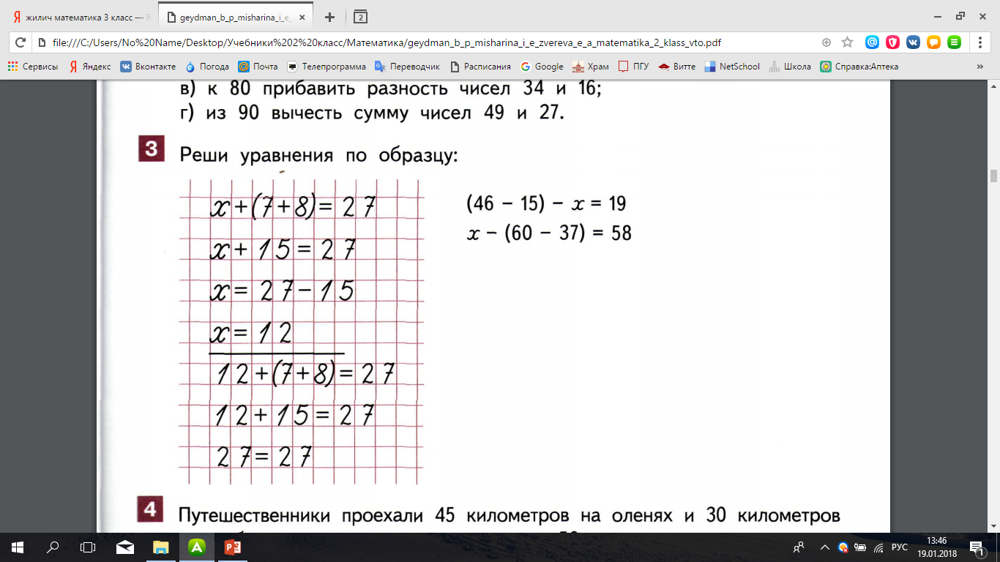 жилич математика 3 класс —
geydman_b_p_misharina_i_e_
2
file:///C:/Users/No%20Name/Desktop/Учебники%202%20класс/Математика/geydman_b_p_misharina_i_e_zvereva_e_a_matematika_2_klass_vto.pdf
Сервисы Яндекс Вконтакте Погода Почта Телепрограмма Переводчик Расписания Google Храм ПГУ Витте NetSchool Школа Справка:Аптека »
в) к 80 прибавить разность чисел 34 и 16;
г) из 90 вычесть сумму чисел 49 и 27.
3 Реши уравнения по образцу:
x+(7+8)=27
x+15=27
x=27−15
x=12
12+(7+8)=27
12+15=27
27=27
(46 − 15) − x = 19
x − (60 − 37) = 58
4 Путешественники проехали 45 километров на оленях и 30 километров
РУС
13:46
19.01.2018
1